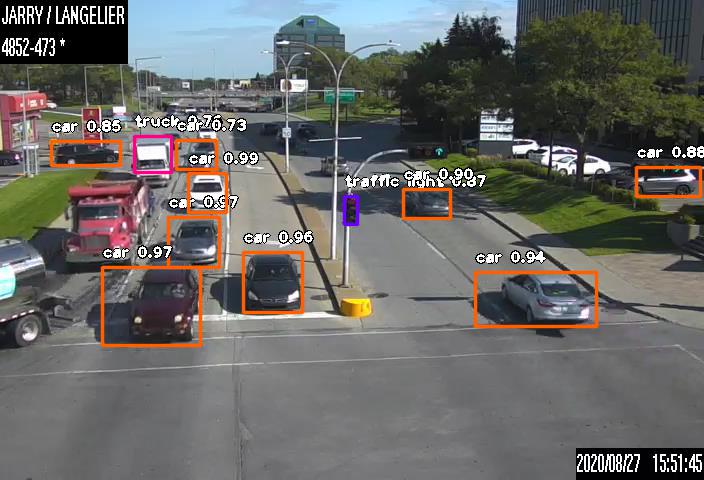 JARRY / LANGELIER
4852-473 *
car 0.85
truck 0.76
car 0.73
car 0.99
car 0.97
car 0.97
car 0.96
traffic light 0.87
car 0.90
car 0.88
car 0.94
2020/08/27 15:51:45